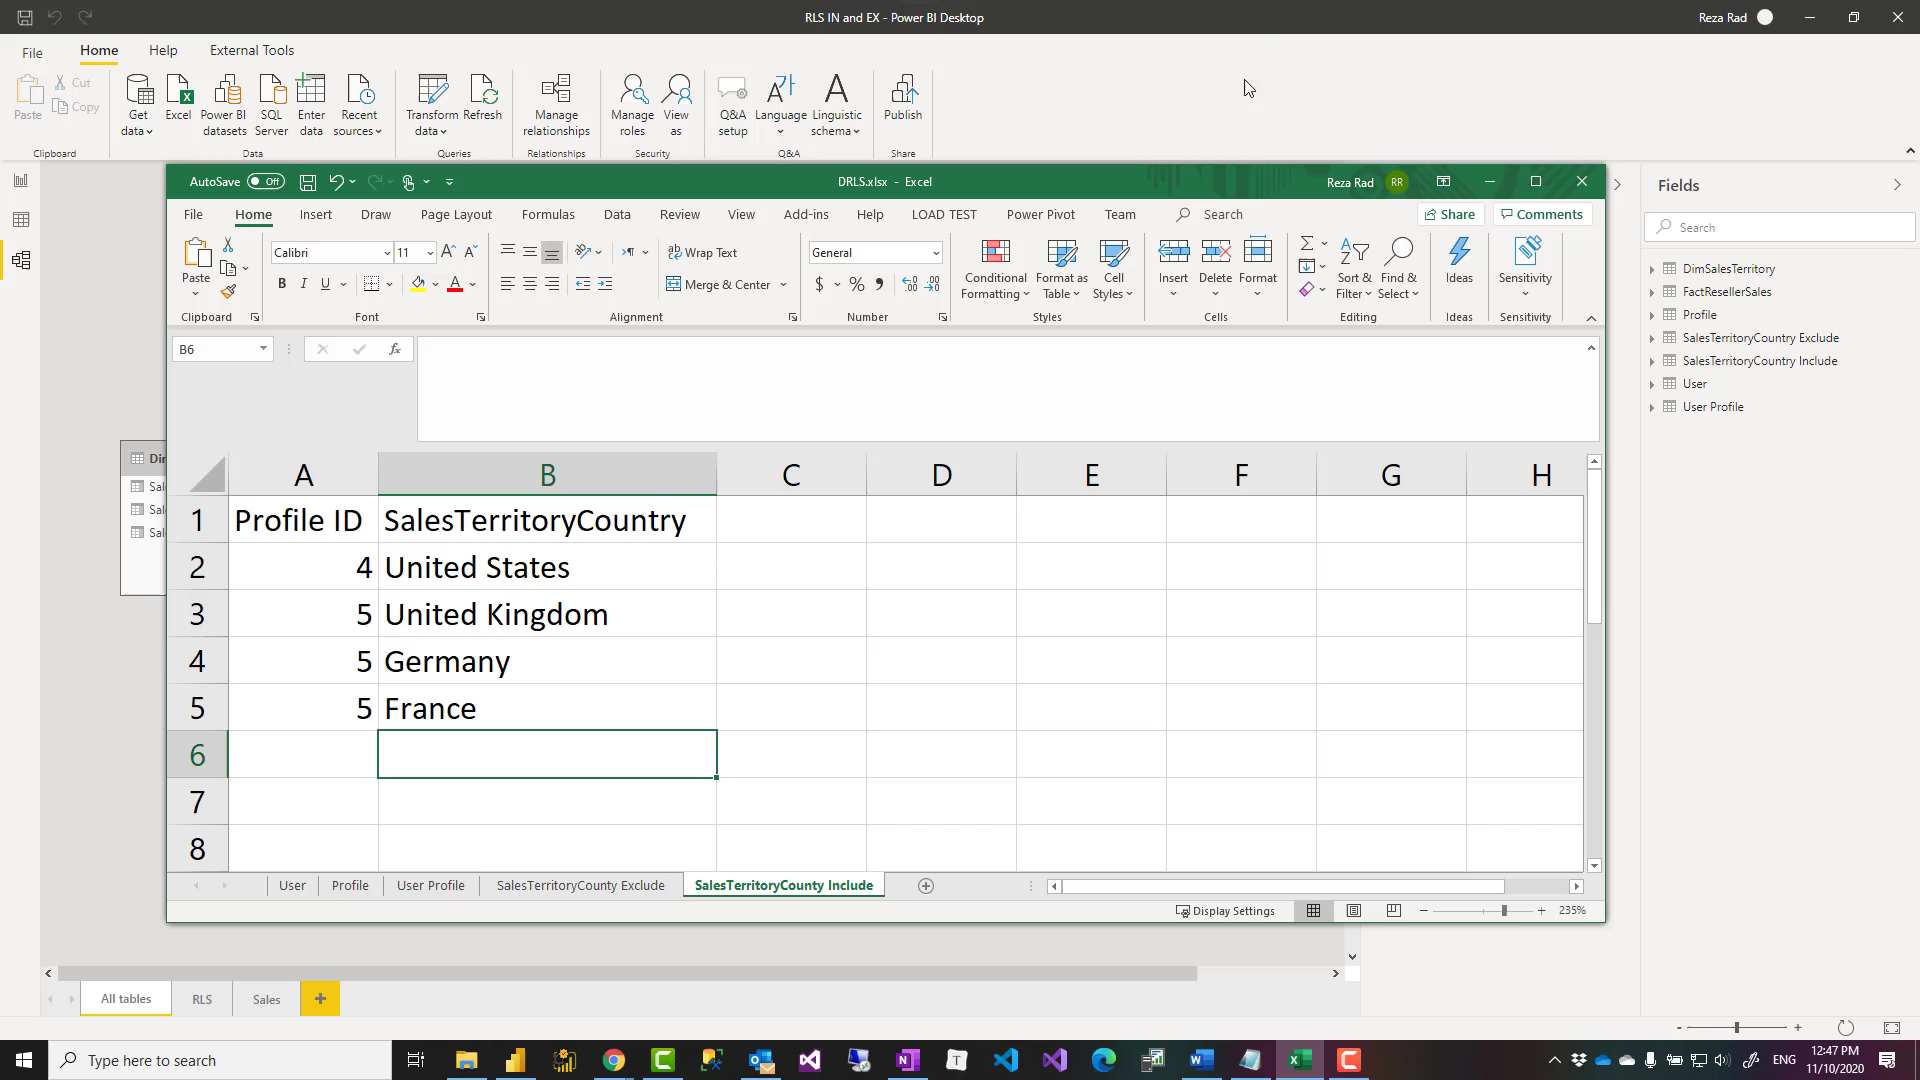 RLS IN and EX - Power BI Desktop
Reza Rad
File
Home
Help
External Tools
Paste
Cut
Copy
Get data
Excel
Power BI datasets
SQL Server
Enter data
Recent sources
Transform data
Refresh
Manage relationships
Manage roles
View as
Q&A setup
Language
Linguistic schema
Publish
Clipboard
Data
Queries
Relationships
Security
Q&A
Share
AutoSave
Off
DRLS.xlsx - Excel
Reza Rad
RR
File
Home
Insert
Draw
Page Layout
Formulas
Data
Review
View
Add-ins
Help
LOAD TEST
Power Pivot
Team
Search
Share
Comments
Paste
Calibri
11
Wrap Text
Merge & Center
General
Conditional Formatting
Format as Table
Cell Styles
Insert
Delete
Format
Sort & Filter
Find & Select
Ideas
Sensitivity
Clipboard
Font
Alignment
Number
Styles
Cells
Editing
Ideas
Sensitivity
B6
fx
A B C D E F G H
1 Profile ID SalesTerritoryCountry
2 4 United States
3 5 United Kingdom
4 5 Germany
5 5 France
6
7
8
User
Profile
User Profile
SalesTerritoryCounty Exclude
SalesTerritoryCounty Include
Display Settings
235%
Fields
Search
DimSalesTerritory
FactResellerSales
Profile
SalesTerritoryCountry Exclude
SalesTerritoryCountry Include
User
User Profile
Din
Sal
Sal
Sal
All tables
RLS
Sales
Type here to search
ENG
12:47 PM
11/10/2020